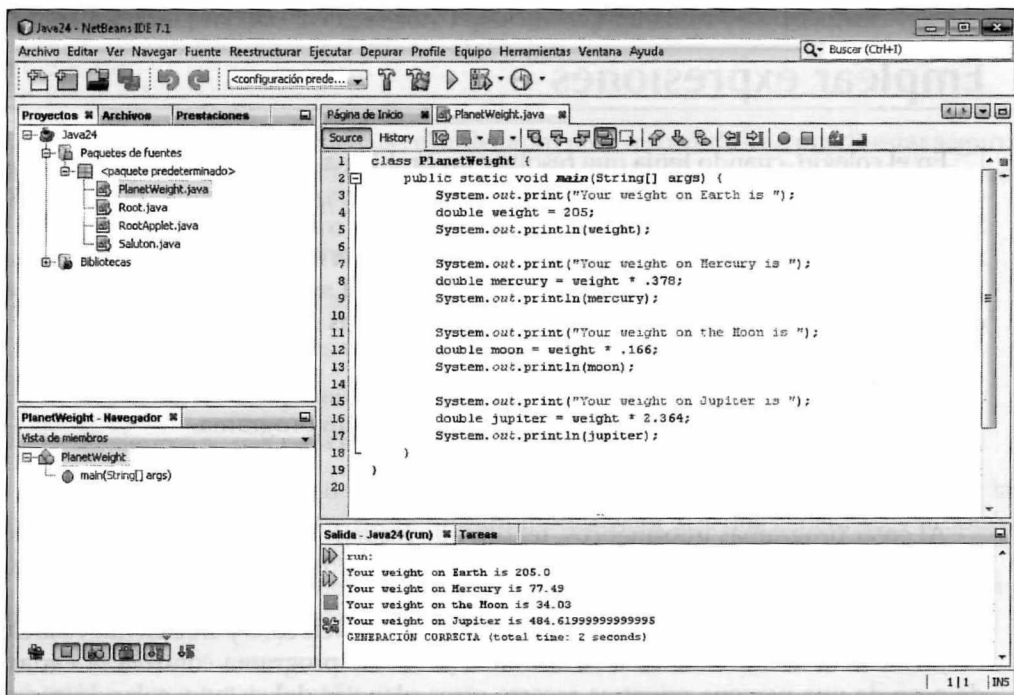 Java24 - NetBeans IDE 7.1
Archivo Editar Ver Navegar Fuente Reestructurar Ejecutar Depurar Profile Equipo Herramientas Ventana Ayuda
Buscar (Ctrl+I)
<configuración prede...
Proyectos Archivos Prestaciones
Java24
Paquetes de fuentes
<paquete predeterminado>
PlanetWeight.java
Root.java
RootApplet.java
Saluton.java
Bibliotecas
PlanetWeight - Navegador
Vista de miembros
PlanetWeight
main(String[] args)
Página de Inicio PlanetWeight.java
Source History
1 class PlanetWeight {
2 public static void main(String[] args) {
3 System.out.print("Your weight on Earth is ");
4 double weight = 205;
5 System.out.println(weight);
6
7 System.out.print("Your weight on Mercury is ");
8 double mercury = weight * .378;
9 System.out.println(mercury);
10
11 System.out.print("Your weight on the Moon is ");
12 double moon = weight * .166;
13 System.out.println(moon);
14
15 System.out.print("Your weight on Jupiter is ");
16 double jupiter = weight * 2.364;
17 System.out.println(jupiter);
18 }
19 }
20
Salida - Java24 (run) Tareas
run:
Your weight on Earth is 205.0
Your weight on Mercury is 77.49
Your weight on the Moon is 34.03
Your weight on Jupiter is 484.61999999999995
GENERACIÓN CORRECTA (total time: 2 seconds)
1|1 INS